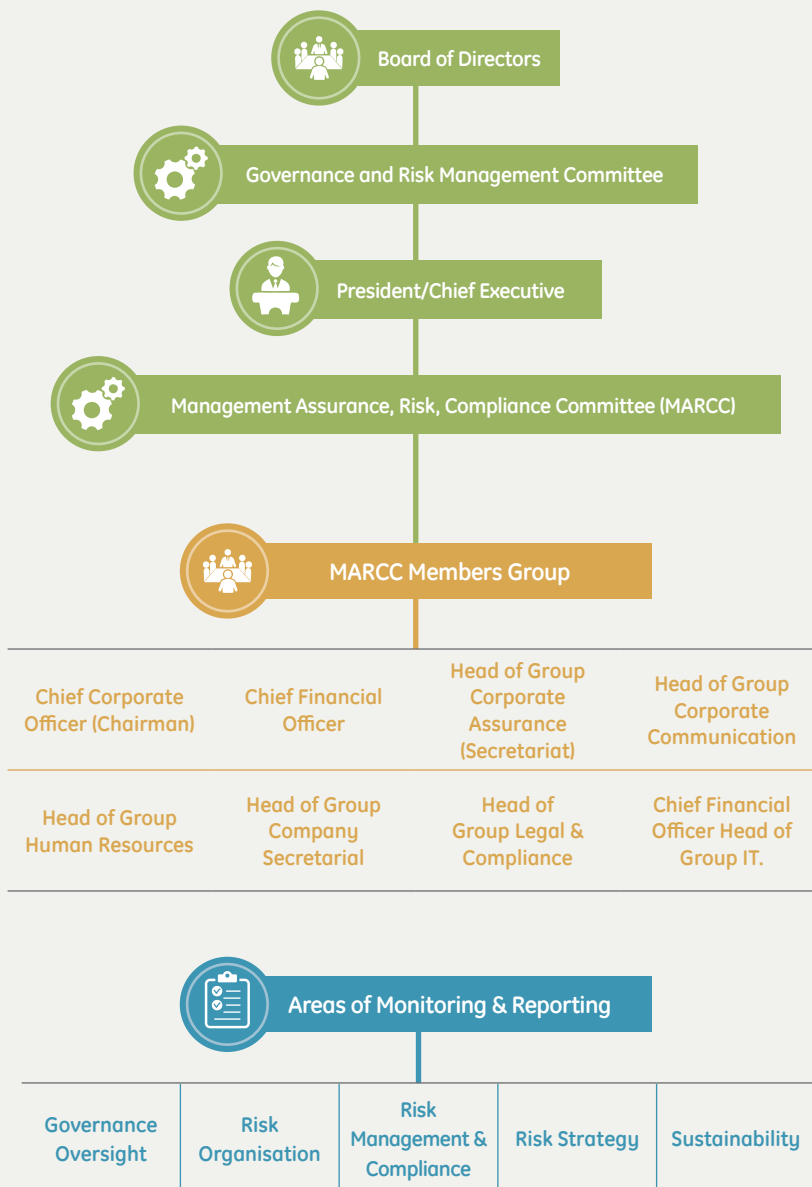 Board of Directors
Governance and Risk Management Committee
President/Chief Executive
Management Assurance, Risk, Compliance Committee (MARCC)
MARCC Members Group
Chief Corporate
Officer (Chairman)
Chief Financial
Officer
Head of Group
Corporate
Assurance
(Secretariat)
Head of Group
Corporate
Communication
Head of Group
Human Resources
Head of Group
Company
Secretarial
Head of
Group Legal &
Compliance
Chief Financial
Officer Head of
Group IT.
Areas of Monitoring & Reporting
Governance
Oversight
Risk
Organisation
Risk
Management &
Compliance
Risk Strategy
Sustainability